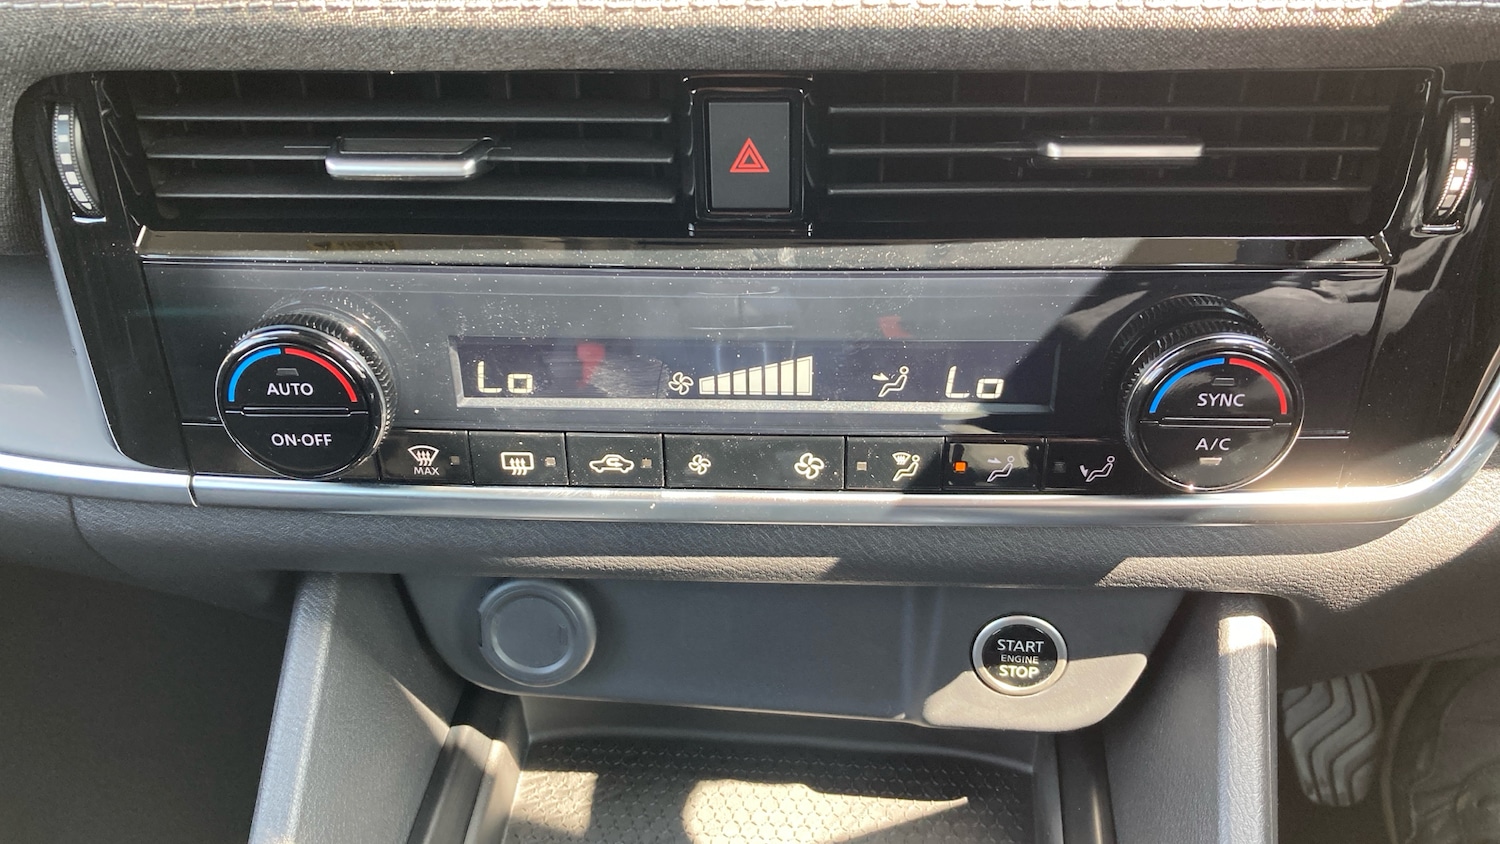 Lo
Lo
AUTO
ON·OFF
SYNC
A/C
MAX
START
ENGINE
STOP